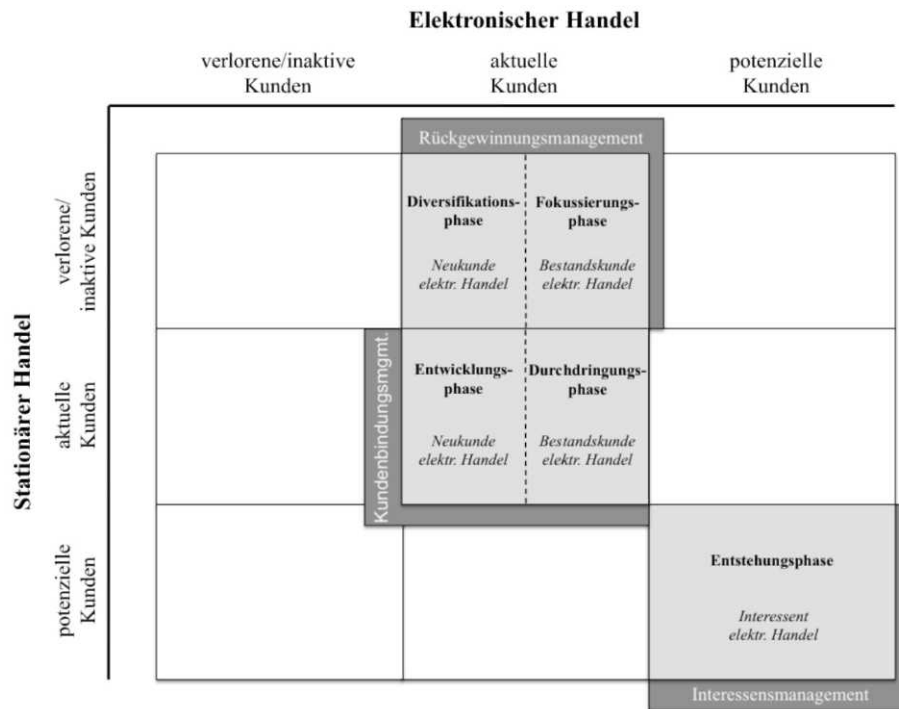 Elektronischer Handel
verlorene/inaktive
Kunden
aktuelle
Kunden
potenzielle
Kunden
Rückgewinnungsmanagement
Stationärer Handel
verlorene/
inaktive Kunden
Diversifikations-
phase
Neukunde
elektr. Handel
Fokussierungs-
phase
Bestandskunde
elektr. Handel
aktuelle
Kunden
Kundenbindungsmgmt.
Entwicklungs-
phase
Neukunde
elektr. Handel
Durchdringungs-
phase
Bestandskunde
elektr. Handel
potenzielle
Kunden
Entstehungsphase
Interessent
elektr. Handel
Interessensmanagement